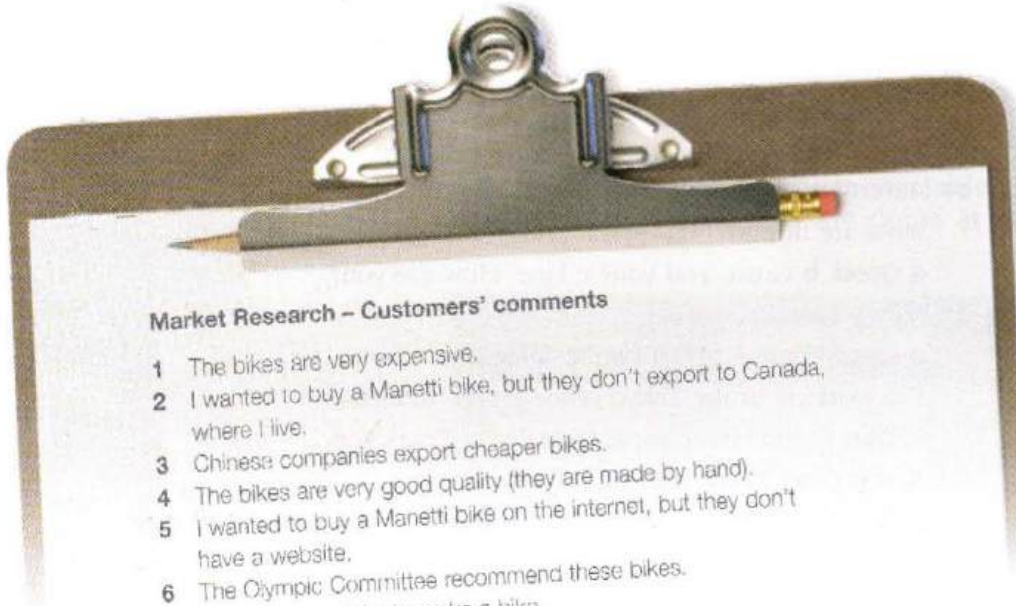 Market Research – Customers' comments
1 The bikes are very expensive.
2 I wanted to buy a Manetti bike, but they don't export to Canada,
where I live.
3 Chinese companies export cheaper bikes.
4 The bikes are very good quality (they are made by hand).
5 I wanted to buy a Manetti bike on the internet, but they don't
have a website.
6 The Olympic Committee recommend these bikes.
a bike